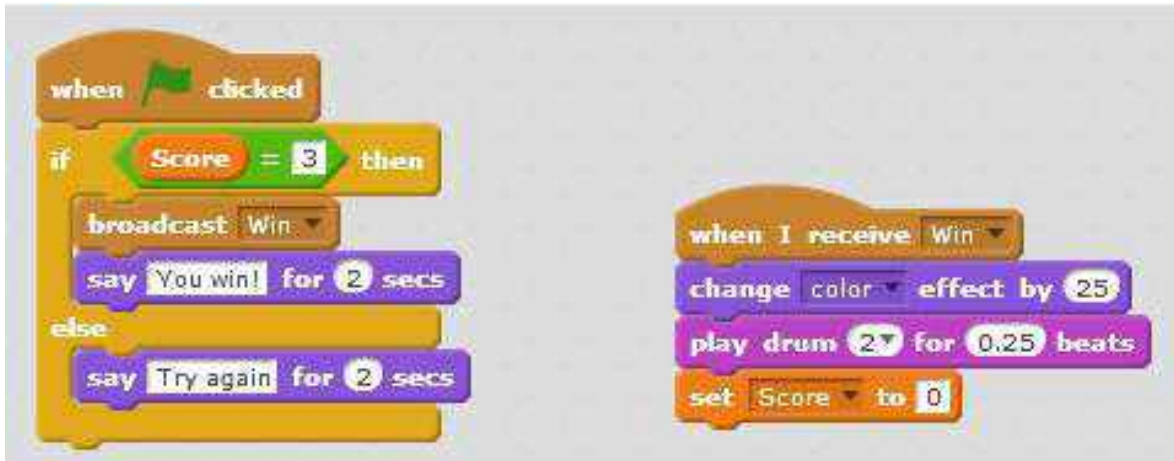 when clicked
if Score = 3 then
broadcast Win
say You win! for 2 secs
else
say Try again for 2 secs
when I receive Win
change color effect by 25
play drum 2 for 0.25 beats
set Score to 0